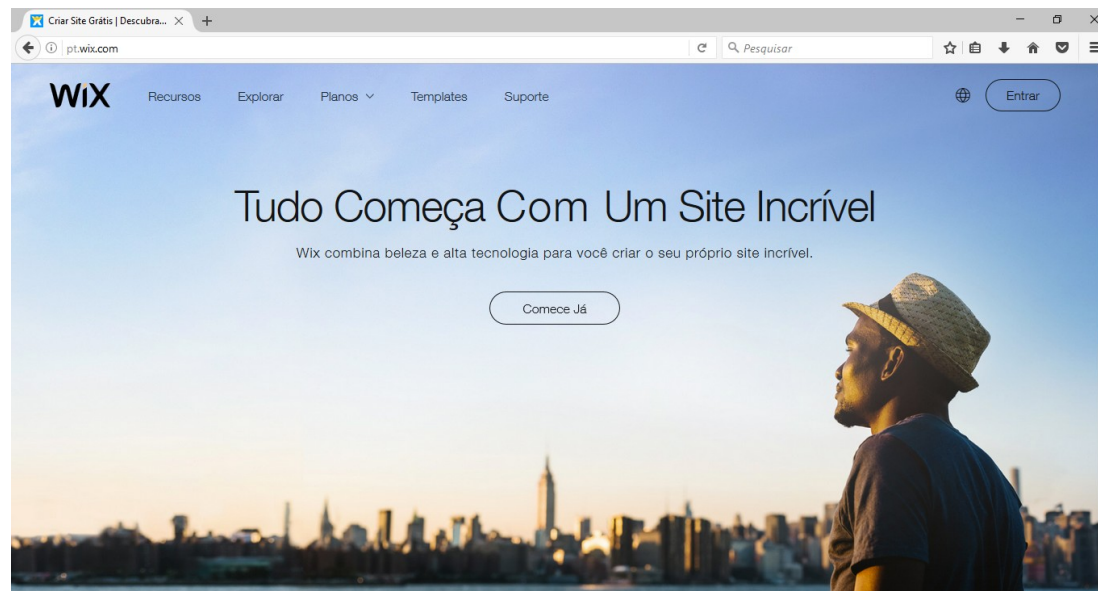 Criar Site Grátis | Descubra...
pt.wix.com
Pesquisar
WiX Recursos Explorar Planos Templates Suporte Entrar
Tudo Começa Com Um Site Incrível
Wix combina beleza e alta tecnologia para você criar o seu próprio site incrível.
Comece Já